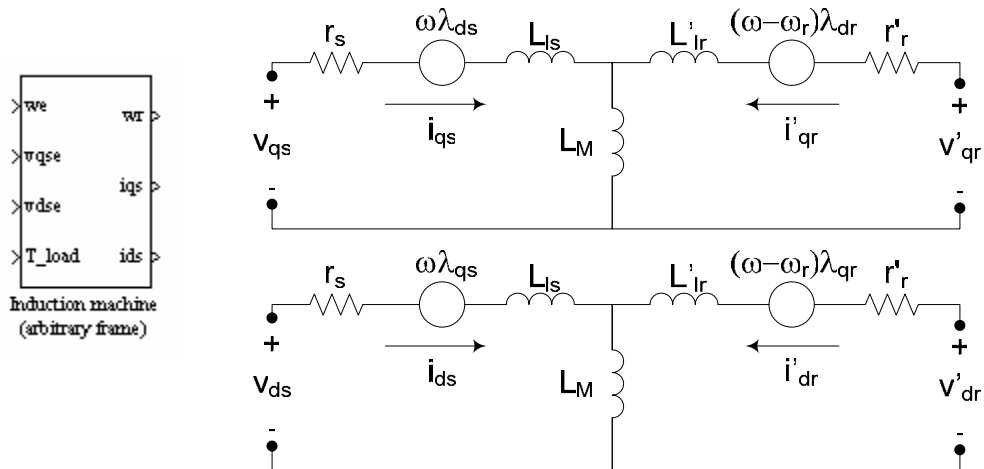 we
vqse
vdse
T_load
wr
iqs
ids
Induction machine
(arbitrary frame)
rs ωλds Lls L'lr (ω−ωr)λdr r'r
+ +
vqs iqs LM i'qr v'qr
- -
rs ωλqs Lls L'lr (ω−ωr)λqr r'r
+ +
vds ids LM i'dr v'dr
- -